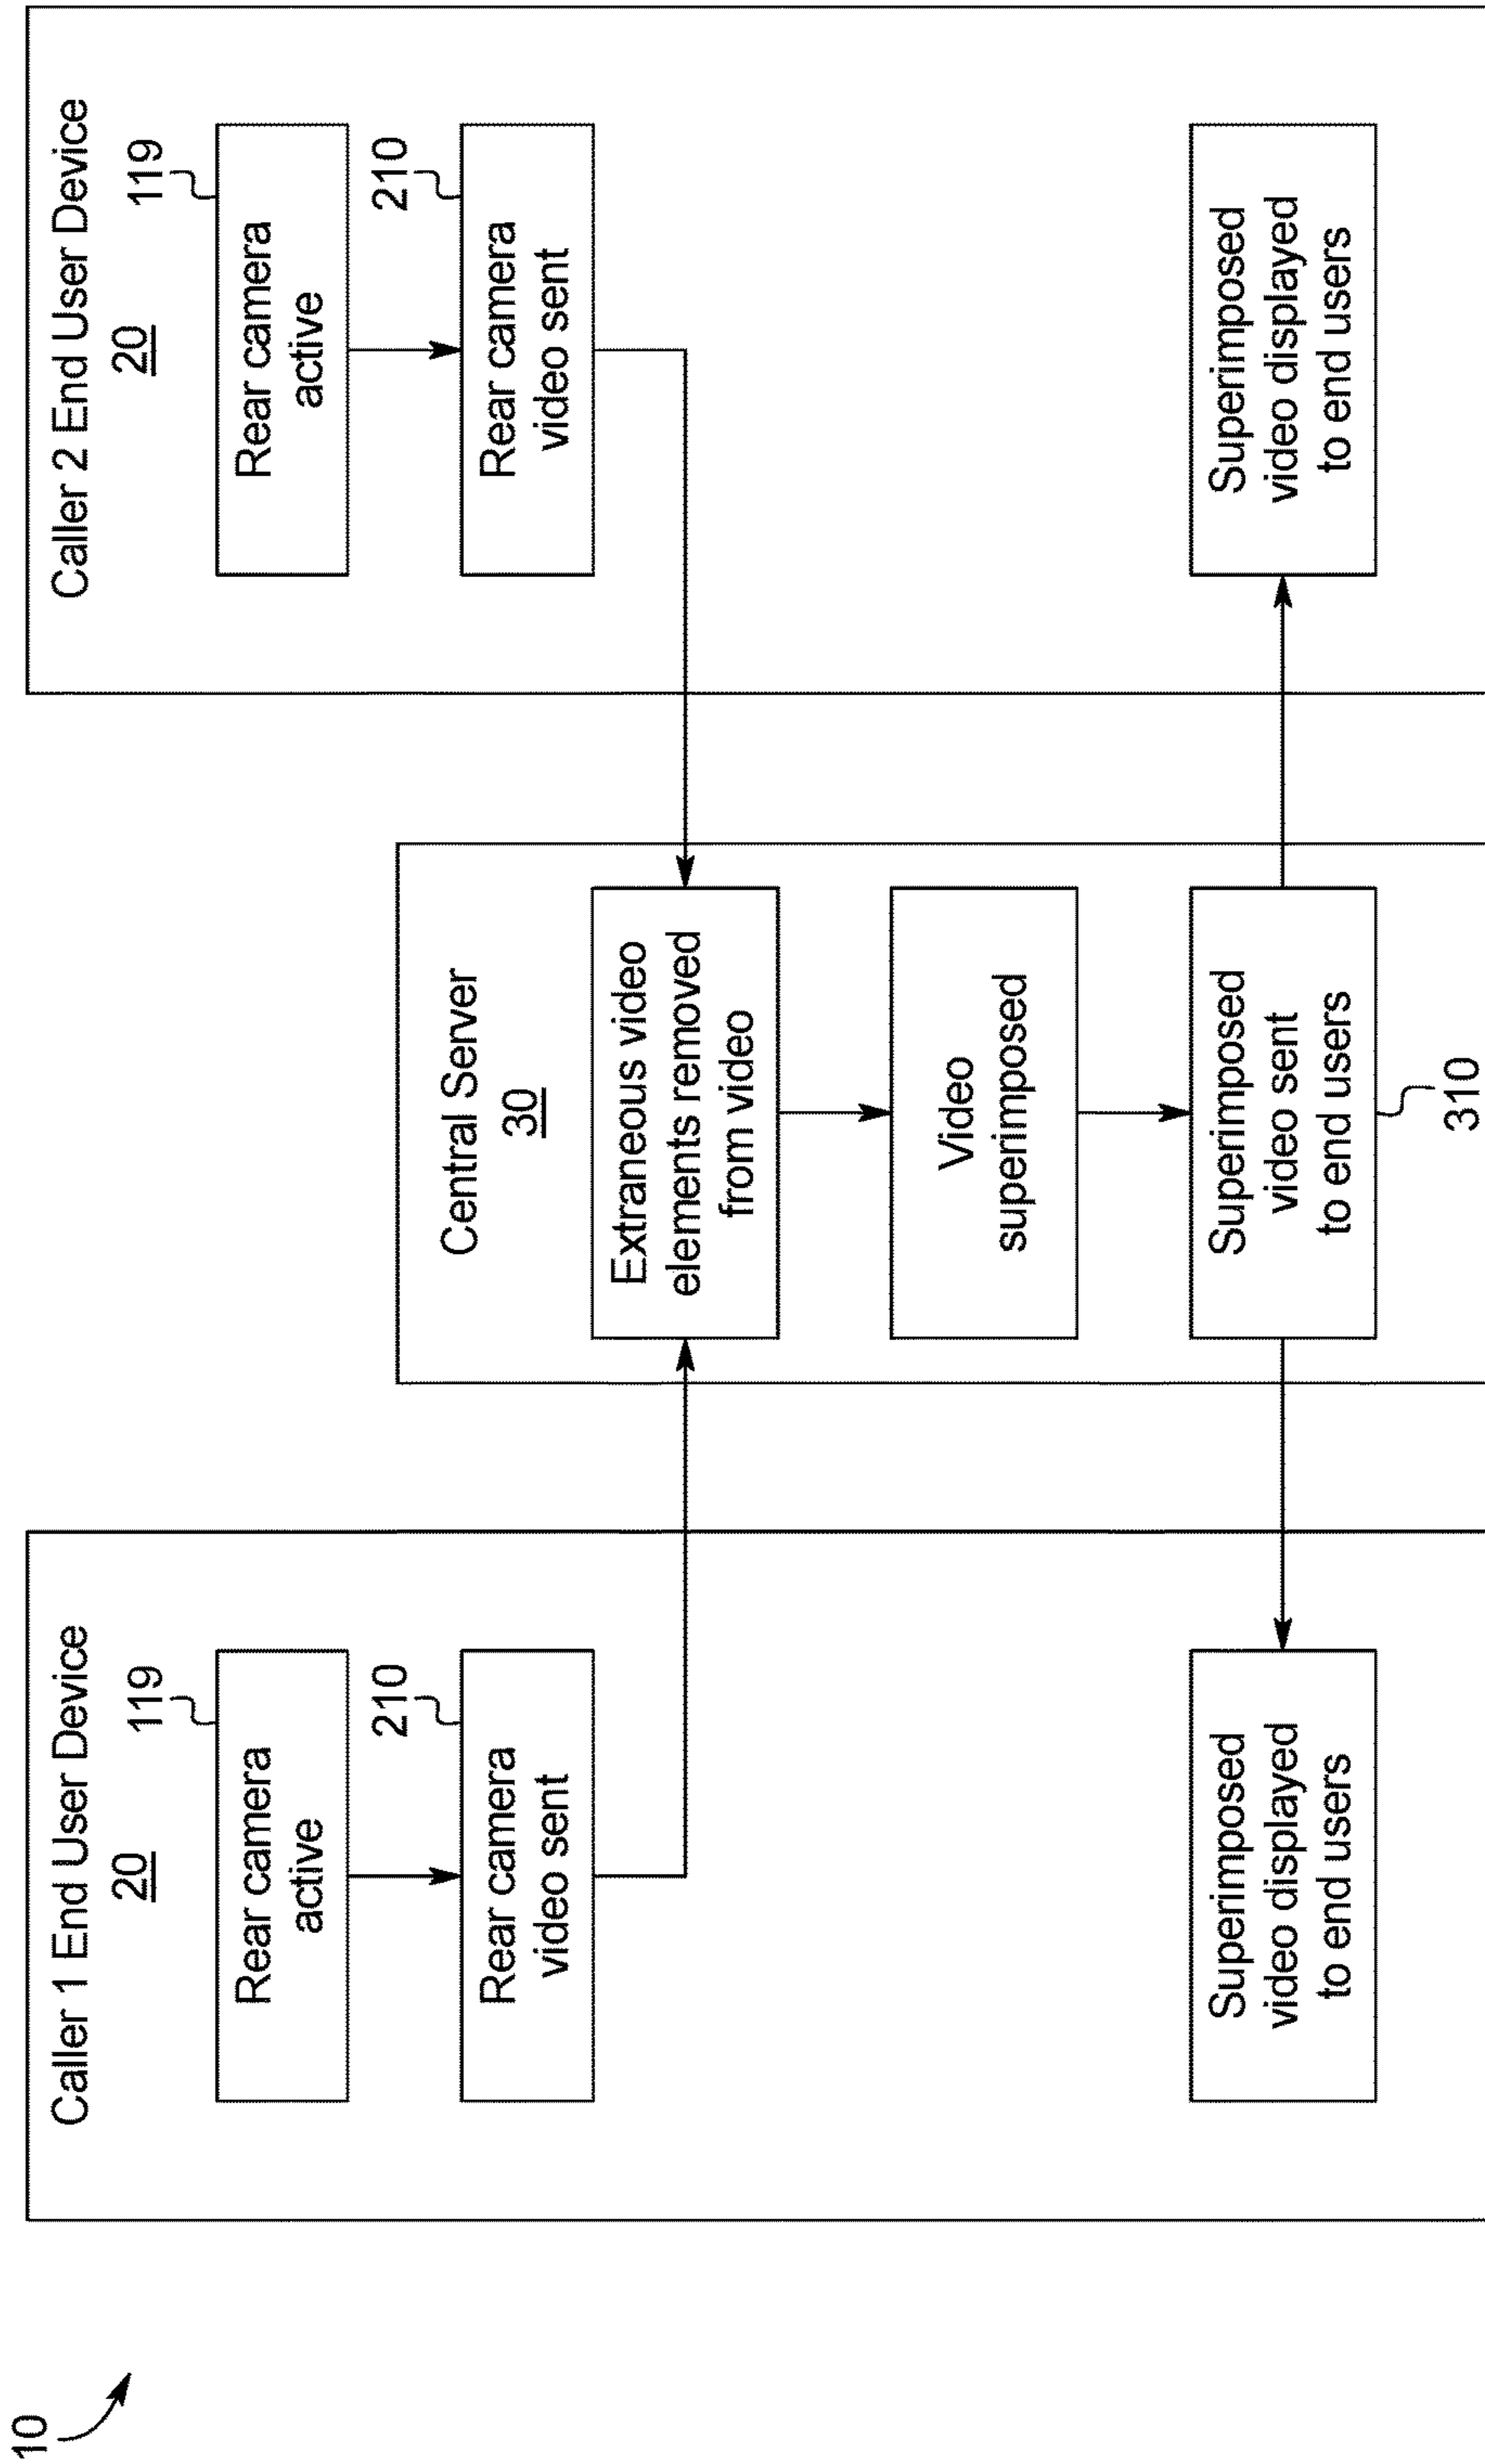 10
Caller 1 End User Device
20
119
Rear camera
active
210
Rear camera
video sent
Superimposed
video displayed
to end users
Central Server
30
Extraneous video
elements removed
from video
Video
superimposed
Superimposed
video sent
to end users
310
Caller 2 End User Device
20
119
Rear camera
active
210
Rear camera
video sent
Superimposed
video displayed
to end users